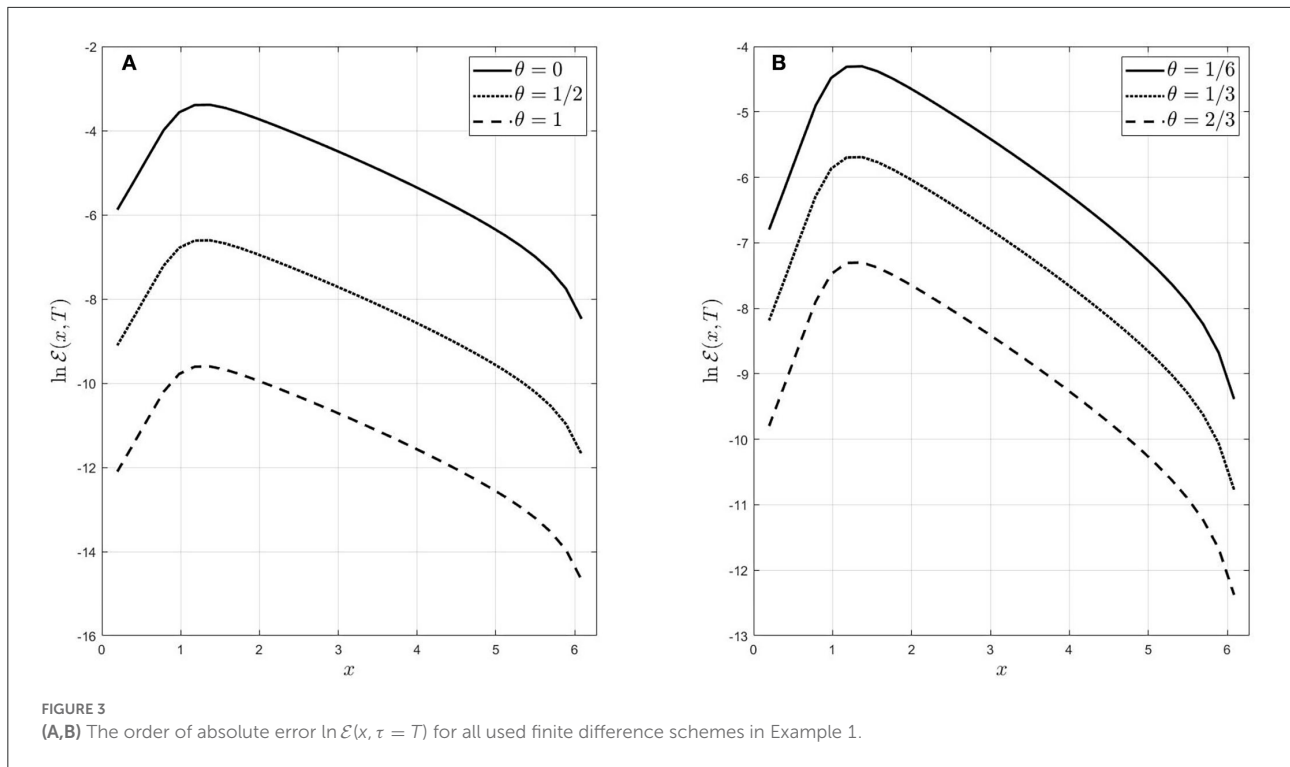 A
θ = 0
θ = 1/2
θ = 1
-2
-4
-6
-8
-10
-12
-14
-16
ln ℰ(x, T)
0 1 2 3 4 5 6
x
B
θ = 1/6
θ = 1/3
θ = 2/3
-4
-5
-6
-7
-8
-9
-10
-11
-12
-13
ln ℰ(x, T)
0 1 2 3 4 5 6
x
FIGURE 3
(A,B) The order of absolute error ln ℰ(x, τ = T) for all used finite difference schemes in Example 1.